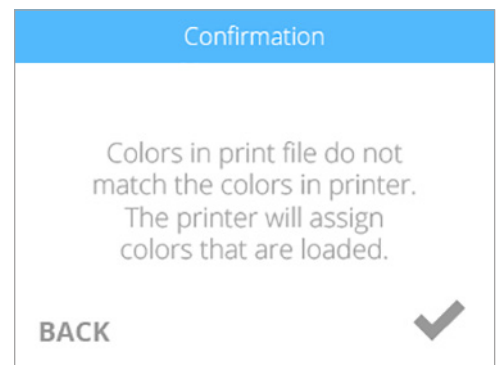 Confirmation
Colors in print file do not
match the colors in printer.
The printer will assign
colors that are loaded.
BACK